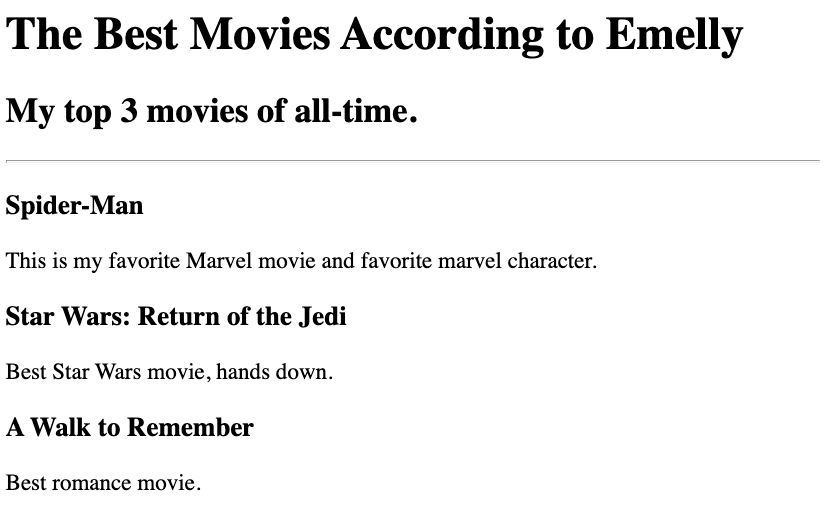 The Best Movies According to Emelly
My top 3 movies of all-time.
Spider-Man
This is my favorite Marvel movie and favorite marvel character.
Star Wars: Return of the Jedi
Best Star Wars movie, hands down.
A Walk to Remember
Best romance movie.